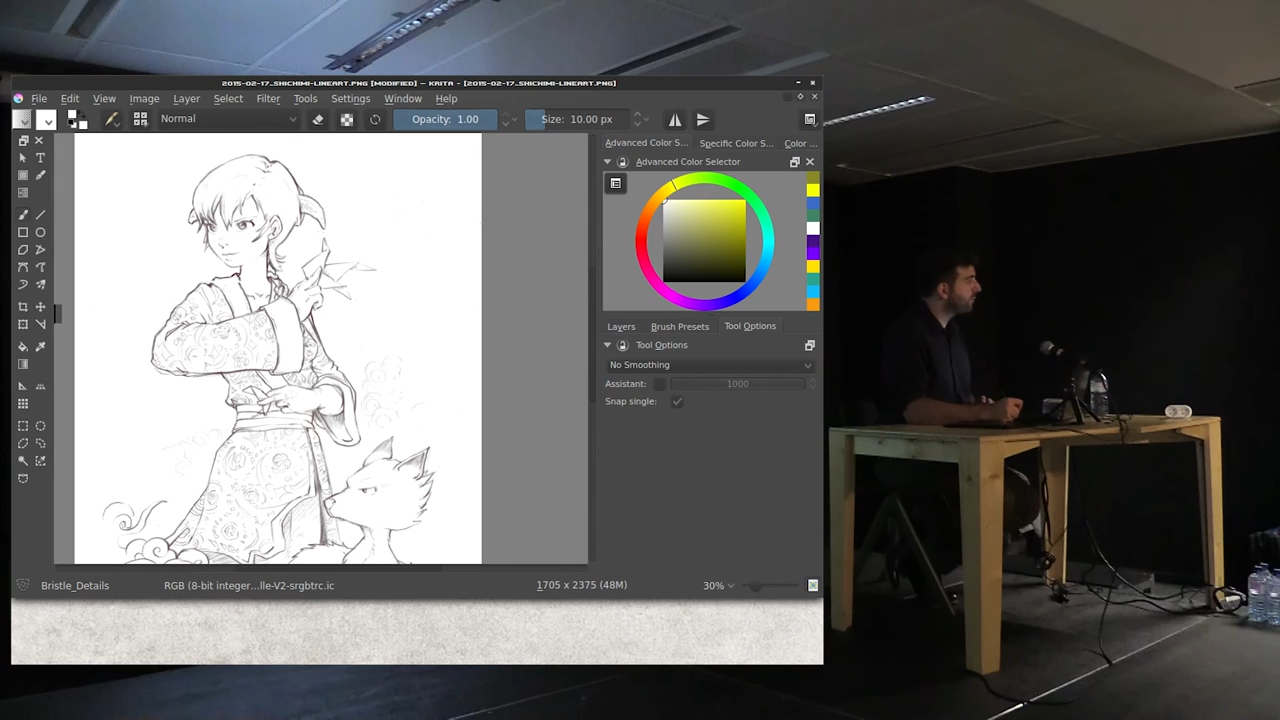 2015-02-17_SHICHIMI-LINEART.PNG [MODIFIED] – KRITA - [2015-02-17_SHICHIMI-LINEART.PNG]
File Edit View Image Layer Select Filter Tools Settings Window Help
Normal Opacity: 1.00 Size: 10.00 px
Advanced Color S... Specific Color S... Color ...
Advanced Color Selector
Layers Brush Presets Tool Options
Tool Options
No Smoothing
Assistant: 1000
Snap single:
Bristle_Details RGB (8-bit integer...lle-V2-srgbtrc.ic 1705 x 2375 (48M) 30%